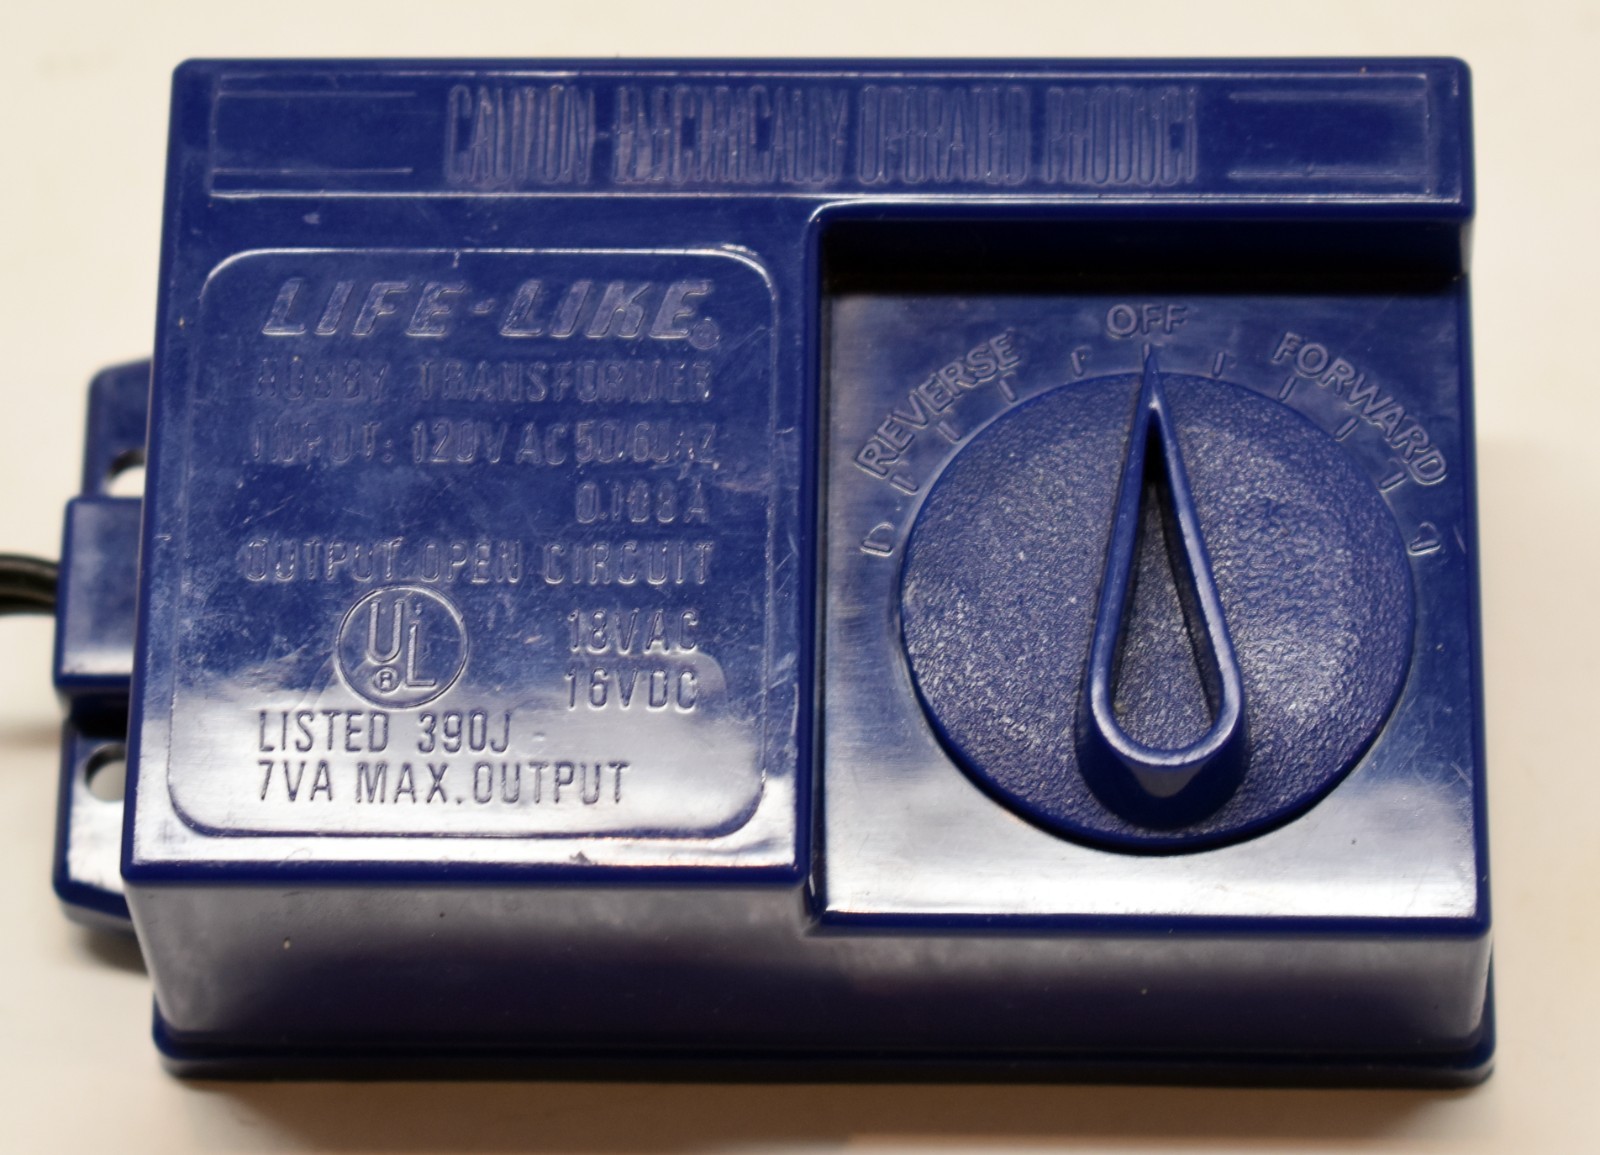 CAUTION-ELECTRICALLY OPERATED PRODUCT
LIFE-LIKE®
HOBBY TRANSFORMER
INPUT: 120V AC 50/60HZ
0.108A
OUTPUT OPEN CIRCUIT
18VAC
16VDC
UL®
LISTED 390J
7VA MAX. OUTPUT
REVERSE
OFF
FORWARD